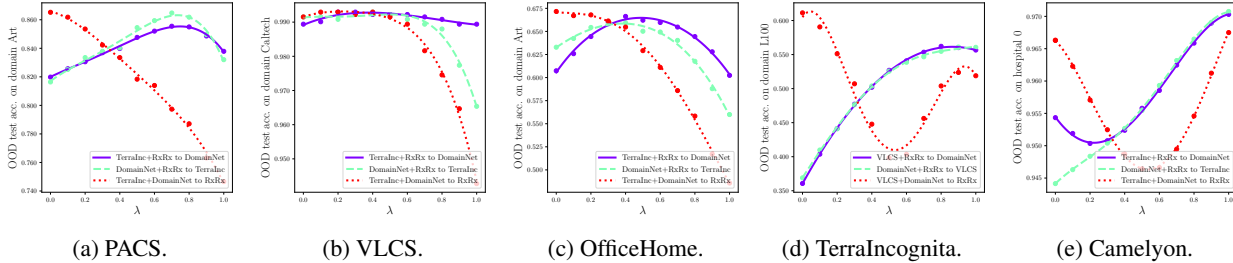 OOD test acc. on domain Art
0.860
0.840
0.820
0.800
0.780
0.760
0.740
TerraInc+RxRx to DomainNet
DomainNet+RxRx to TerraInc
TerraInc+DomainNet to RxRx
0.0 0.2 0.4 0.6 0.8 1.0
λ
(a) PACS.
OOD test acc. on domain Caltech
0.990
0.980
0.970
0.960
0.950
TerraInc+RxRx to DomainNet
DomainNet+RxRx to TerraInc
TerraInc+DomainNet to RxRx
0.0 0.2 0.4 0.6 0.8 1.0
λ
(b) VLCS.
OOD test acc. on domain Art
0.675
0.650
0.625
0.600
0.575
0.550
0.525
0.500
TerraInc+RxRx to DomainNet
DomainNet+RxRx to TerraInc
TerraInc+DomainNet to RxRx
0.0 0.2 0.4 0.6 0.8 1.0
λ
(c) OfficeHome.
OOD test acc. on domain L100
0.600
0.550
0.500
0.450
0.400
0.350
VLCS+RxRx to DomainNet
DomainNet+RxRx to VLCS
VLCS+DomainNet to RxRx
0.0 0.2 0.4 0.6 0.8 1.0
λ
(d) TerraIncognita.
OOD test acc. on hospital 0
0.970
0.965
0.960
0.955
0.950
0.945
TerraInc+RxRx to DomainNet
DomainNet+RxRx to TerraInc
TerraInc+DomainNet to RxRx
0.0 0.2 0.4 0.6 0.8 1.0
λ
(e) Camelyon.